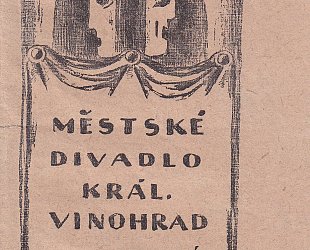 MĚSTSKÉ
DIVADLO
KRÁL.
VINOHRAD